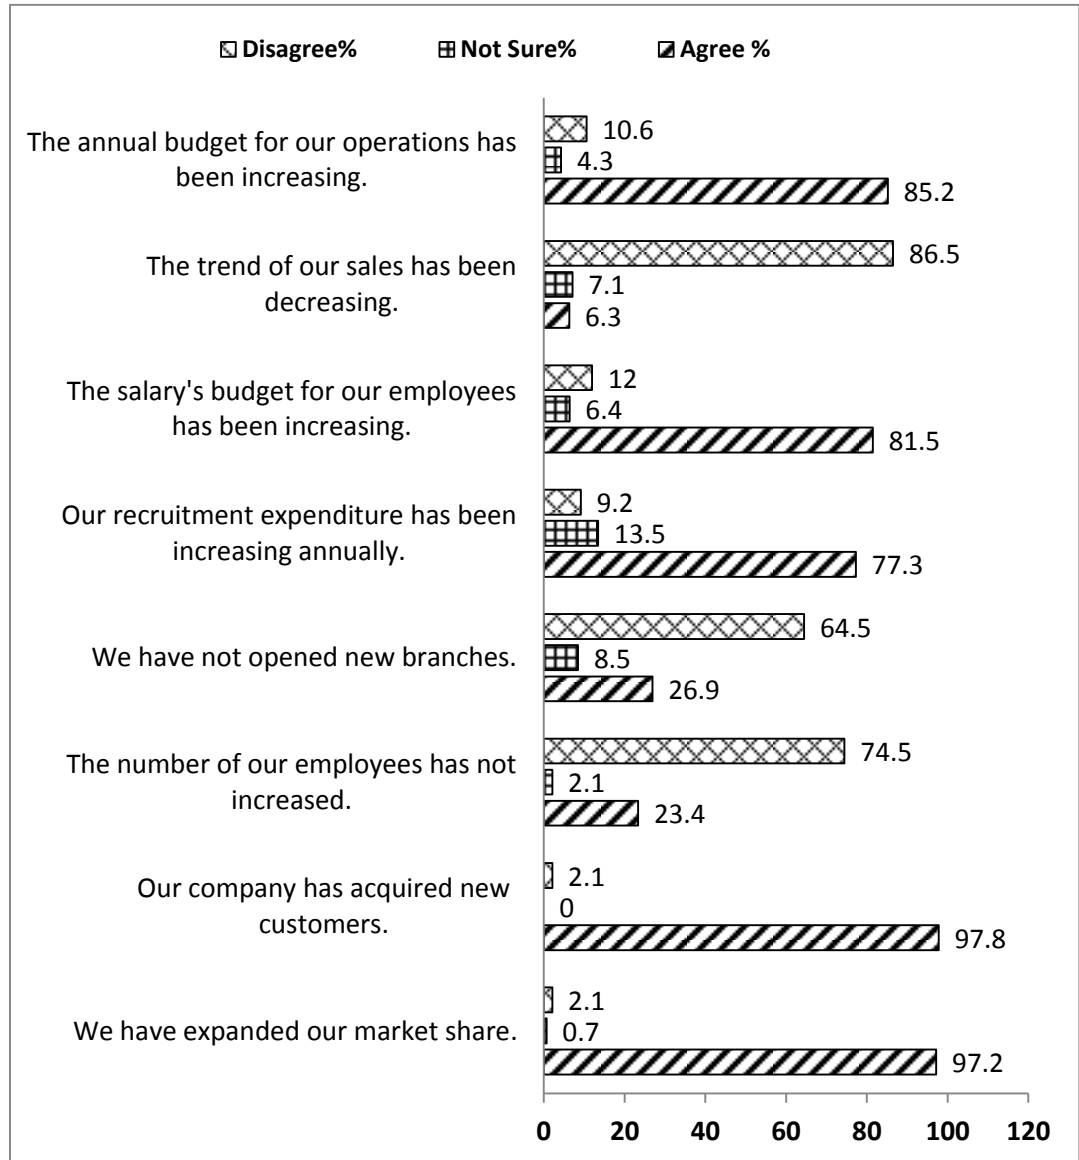 Disagree% Not Sure% Agree %
The annual budget for our operations has
been increasing.
10.6
4.3
85.2
The trend of our sales has been
decreasing.
86.5
7.1
6.3
The salary's budget for our employees
has been increasing.
12
6.4
81.5
Our recruitment expenditure has been
increasing annually.
9.2
13.5
77.3
We have not opened new branches.
64.5
8.5
26.9
The number of our employees has not
increased.
74.5
2.1
23.4
Our company has acquired new
customers.
2.1
0
97.8
We have expanded our market share.
2.1
0.7
97.2
0 20 40 60 80 100 120